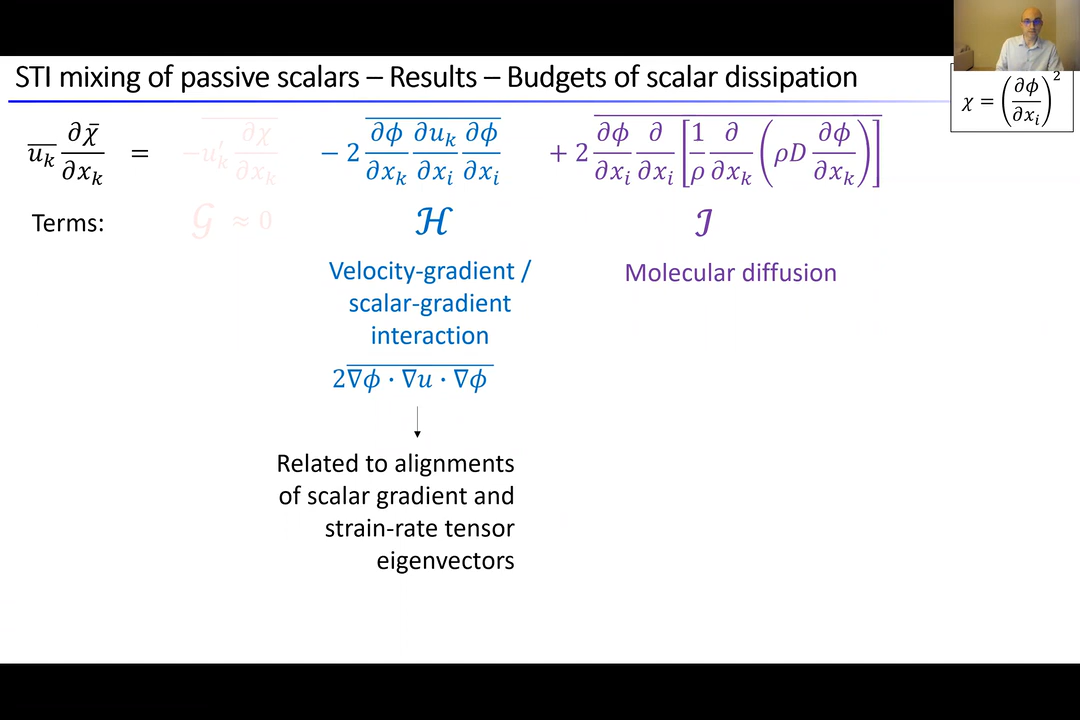 STI mixing of passive scalars – Results – Budgets of scalar dissipation
χ = (∂ϕ/∂x_i)²
\overline{u_k} ∂\bar{χ}/∂x_k = −\overline{u_k′ ∂χ/∂x_k} − 2\overline{∂ϕ/∂x_k ∂u_k/∂x_i ∂ϕ/∂x_i} + 2\overline{∂ϕ/∂x_i ∂/∂x_i [1/ρ ∂/∂x_k (ρD ∂ϕ/∂x_k)]}
Terms: 𝒢 ≈ 0 ℋ ℐ
Velocity-gradient /
scalar-gradient
interaction
Molecular diffusion
2\overline{∇ϕ · ∇u · ∇ϕ}
Related to alignments
of scalar gradient and
strain-rate tensor
eigenvectors